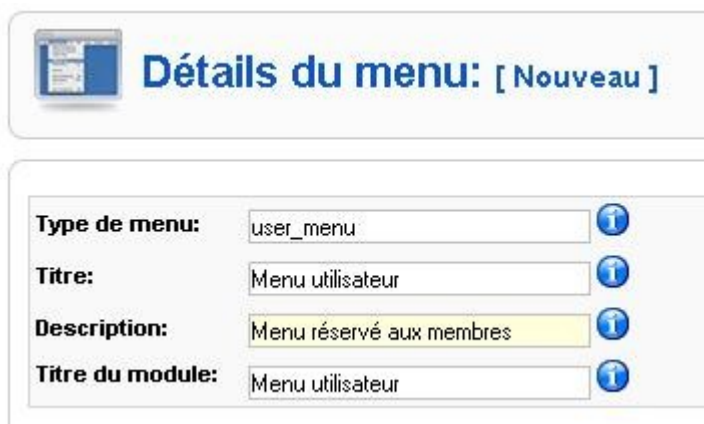 Détails du menu: [ Nouveau ]
Type de menu: user_menu
Titre: Menu utilisateur
Description: Menu réservé aux membres
Titre du module: Menu utilisateur